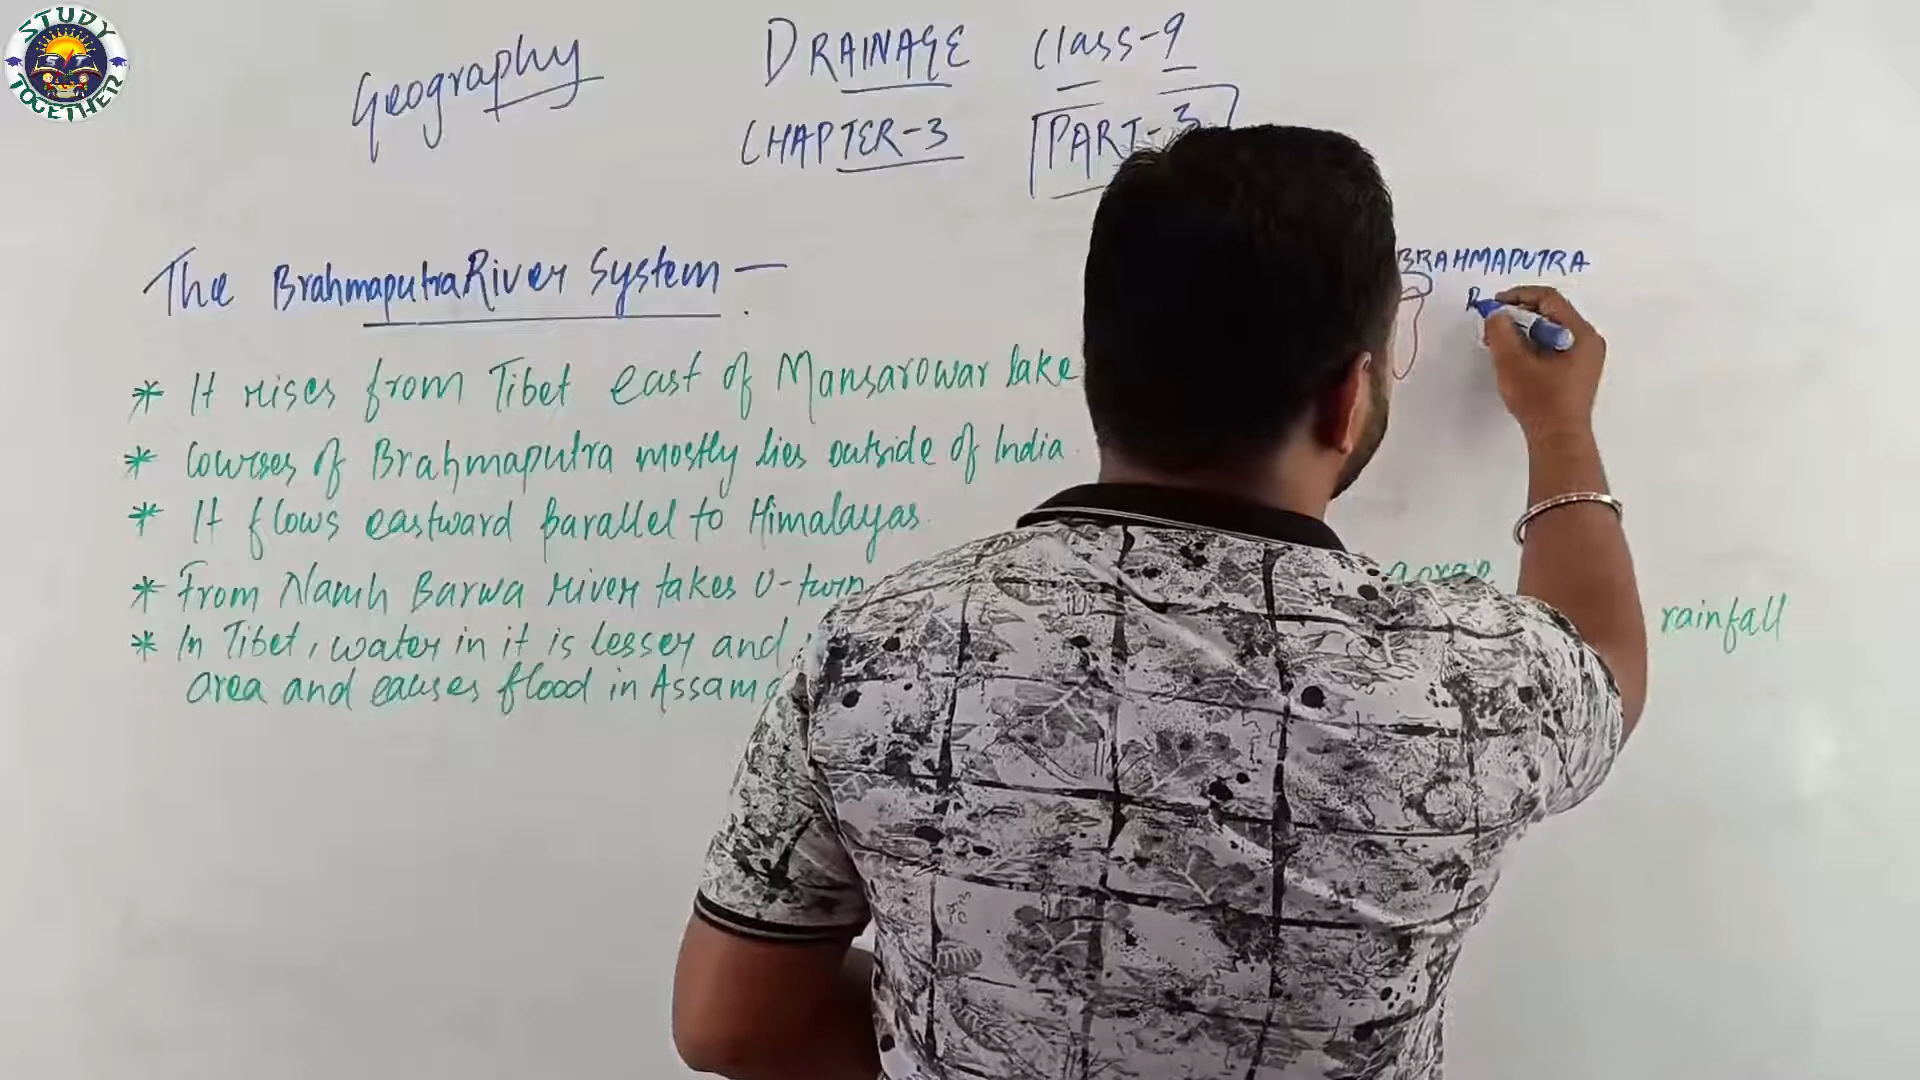 STUDY
ST
TOGETHER
Geography
DRAINAGE Class-9
CHAPTER-3 PART-3
The Brahmaputra River System —
BRAHMAPUTRA
* It rises from Tibet east of Mansarowar lake
* Courses of Brahmaputra mostly lies outside of India.
* It flows eastward parallel to Himalayas.
* From Namh Barwa river takes U-turn
* In Tibet, water in it is lesser and rainfall
area and causes flood in Assam